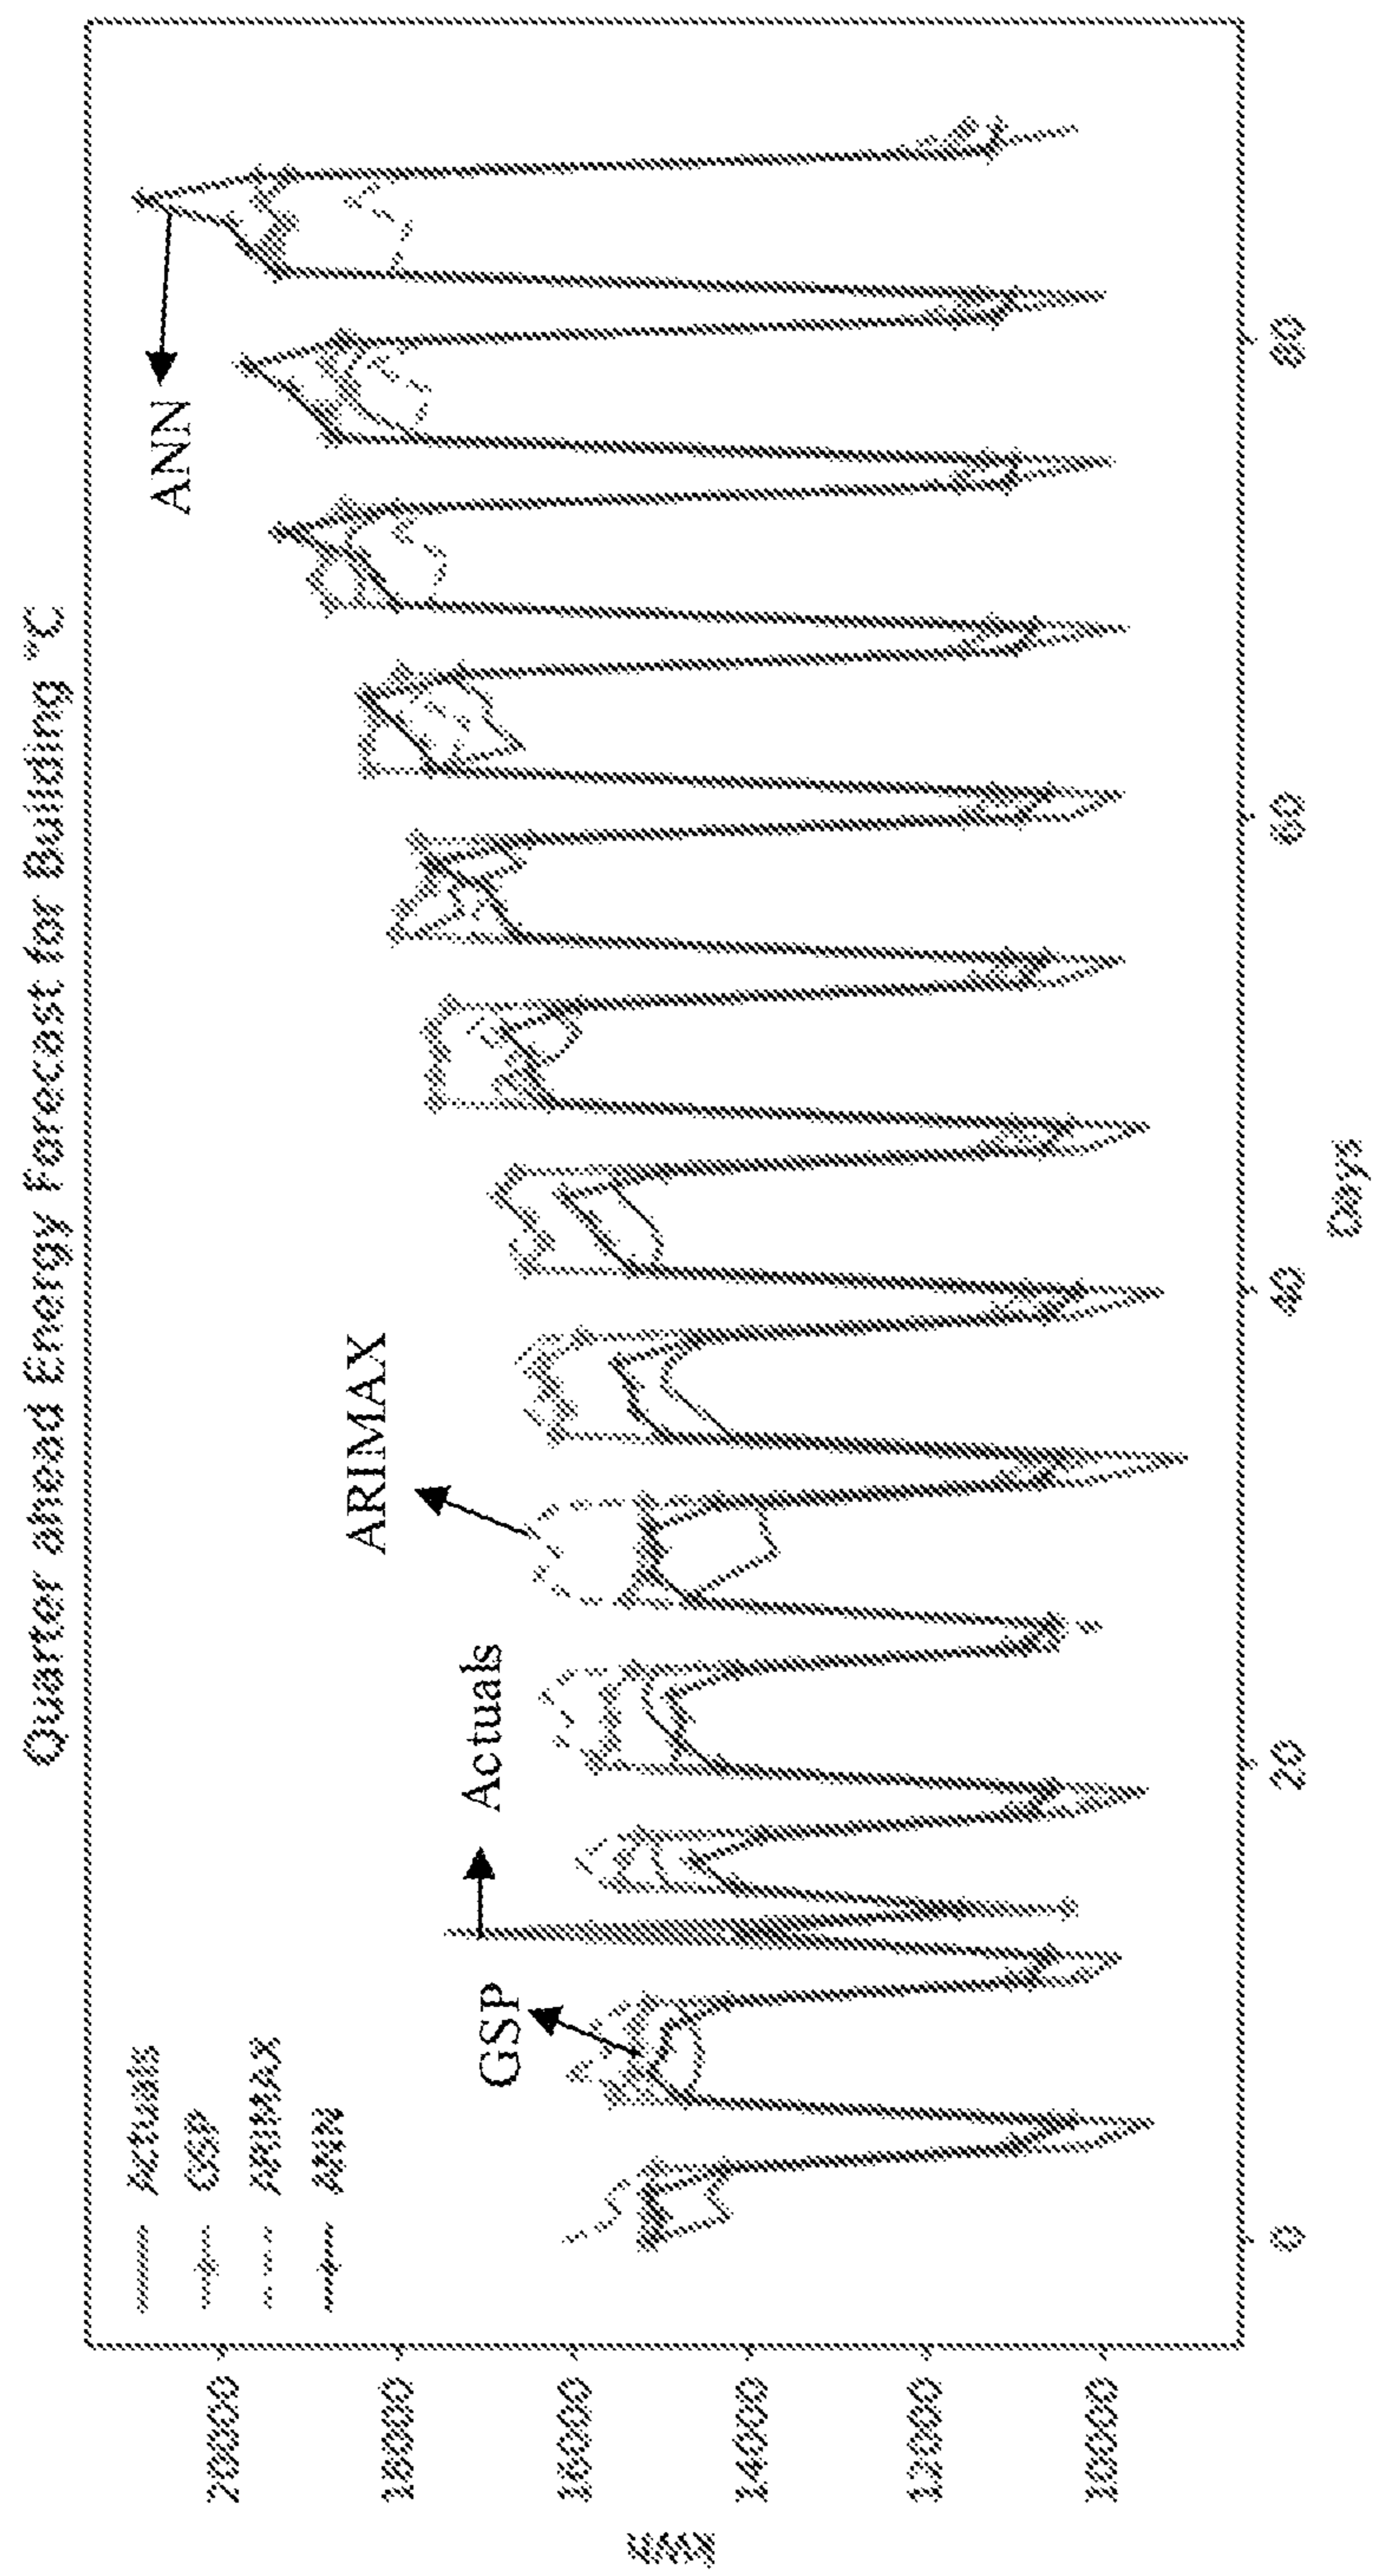 Quarter ahead Energy Forecast for Building "C
Actuals
GSP
ARIMAX
ANN
GSP
Actuals
ARIMAX
ANN
kWh
20000
18000
16000
14000
12000
10000
0
20
40
60
80
Days